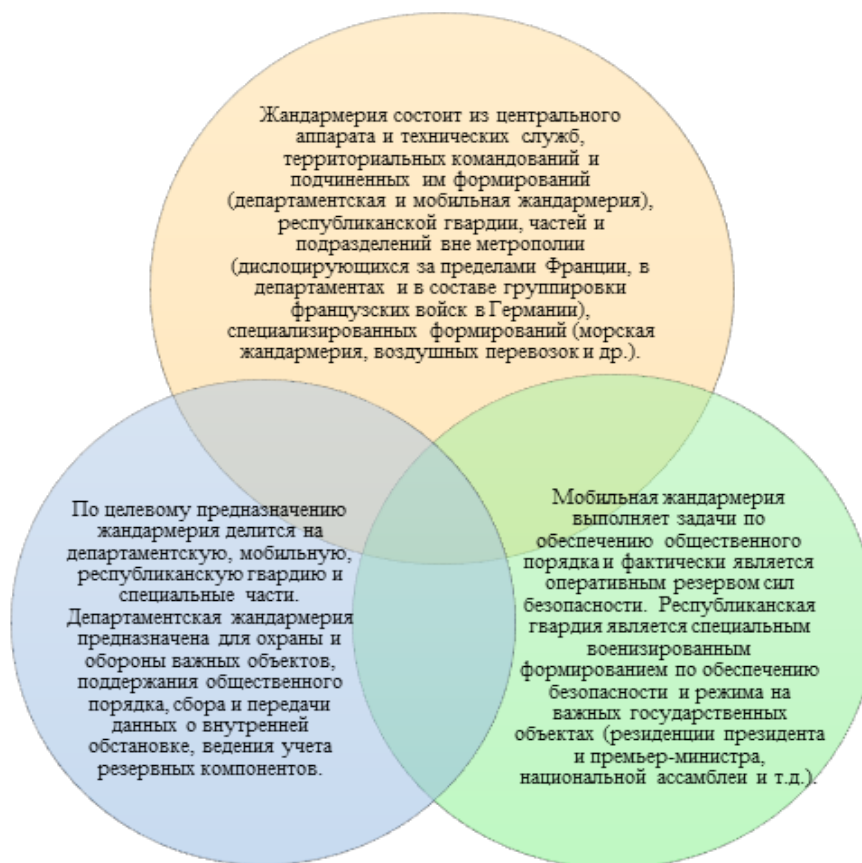 Жандармерия состоит из центрального
аппарата и технических служб,
территориальных командований и
подчиненных им формирований
(департаментская и мобильная жандармерия),
республиканской гвардии, частей и
подразделений вне метрополии
(дислоцирующихся за пределами Франции, в
департаментах и в составе группировки
французских войск в Германии),
специализированных формирований (морская
жандармерия, воздушных перевозок и др.).
По целевому предназначению
жандармерия делится на
департаментскую, мобильную,
республиканскую гвардию и
специальные части.
Департаментская жандармерия
предназначена для охраны и
обороны важных объектов,
поддержания общественного
порядка, сбора и передачи
данных о внутренней
обстановке, ведения учета
резервных компонентов.
Мобильная жандармерия
выполняет задачи по
обеспечению общественного
порядка и фактически является
оперативным резервом сил
безопасности. Республиканская
гвардия является специальным
военизированным
формированием по обеспечению
безопасности и режима на
важных государственных
объектах (резиденции президента
и премьер-министра,
национальной ассамблеи и т.д.).